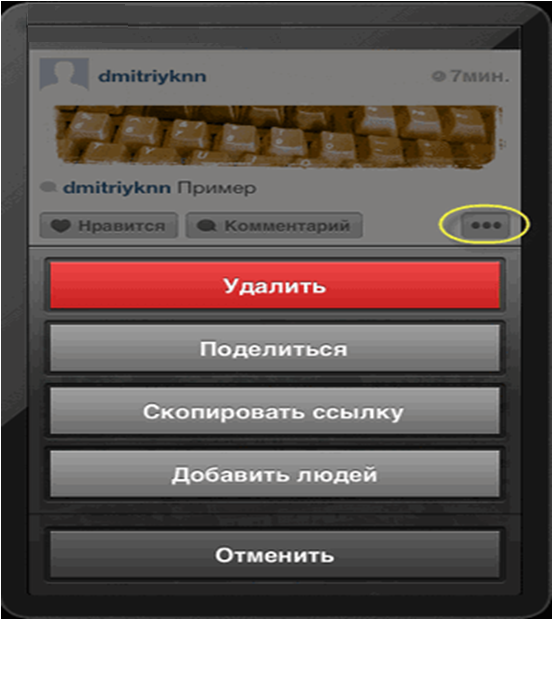 dmitriyknn 7мин.
dmitriyknn Пример
Нравится Комментарий •••
Удалить
Поделиться
Скопировать ссылку
Добавить людей
Отменить